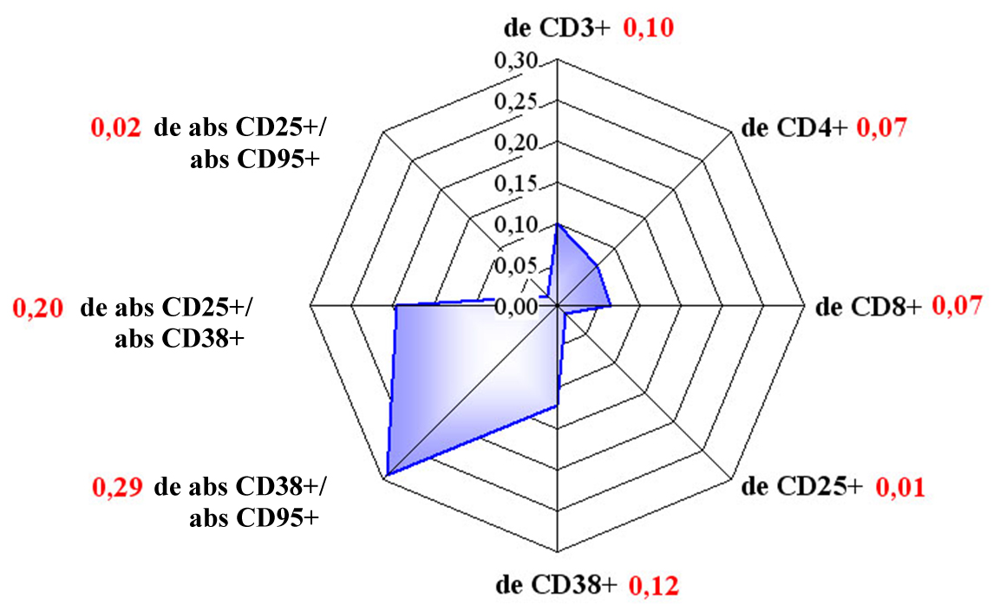 de CD3+ 0,10
0,30
0,25
0,20
0,15
0,10
0,05
0,00
de CD4+ 0,07
de CD8+ 0,07
de CD25+ 0,01
de CD38+ 0,12
0,29 de abs CD38+/
abs CD95+
0,20 de abs CD25+/
abs CD38+
0,02 de abs CD25+/
abs CD95+